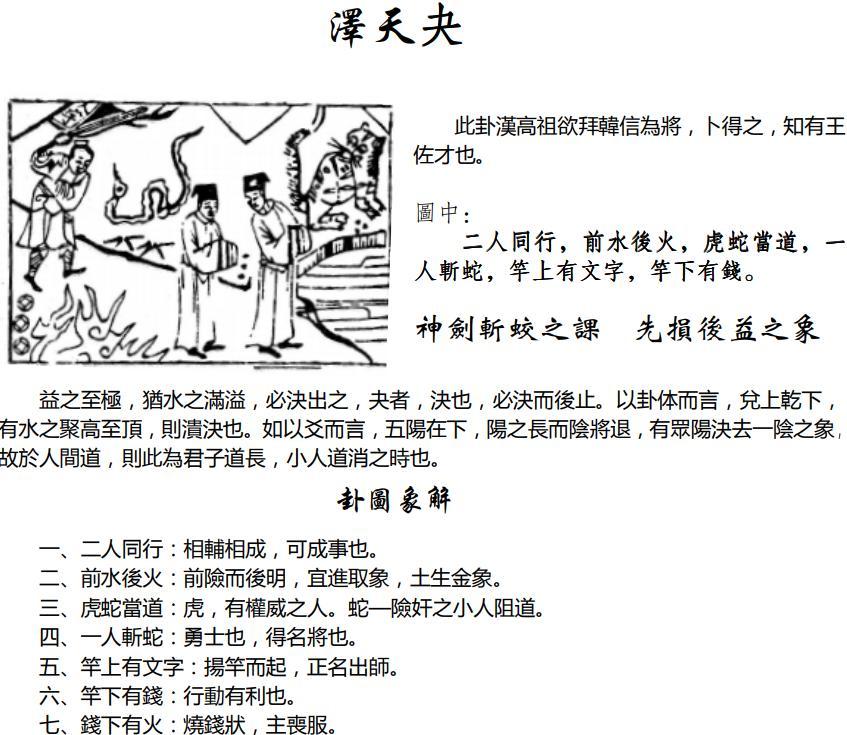 澤天夬
此卦漢高祖欲拜韓信為將，卜得之，知有王
佐才也。
圖中：
二人同行，前水後火，虎蛇當道，一
人斬蛇，竿上有文字，竿下有錢。
神劍斬蛟之課　先損後益之象
益之至極，猶水之滿溢，必決出之，夬者，決也，必決而後止。以卦体而言，兌上乾下，
有水之聚高至頂，則潰決也。如以爻而言，五陽在下，陽之長而陰將退，有眾陽決去一陰之象，
故於人間道，則此為君子道長，小人道消之時也。
卦圖象解
一、二人同行：相輔相成，可成事也。
二、前水後火：前險而後明，宜進取象，土生金象。
三、虎蛇當道：虎，有權威之人。蛇—險奸之小人阻道。
四、一人斬蛇：勇士也，得名將也。
五、竿上有文字：揚竿而起，正名出師。
六、竿下有錢：行動有利也。
七、錢下有火：燒錢狀，主喪服。